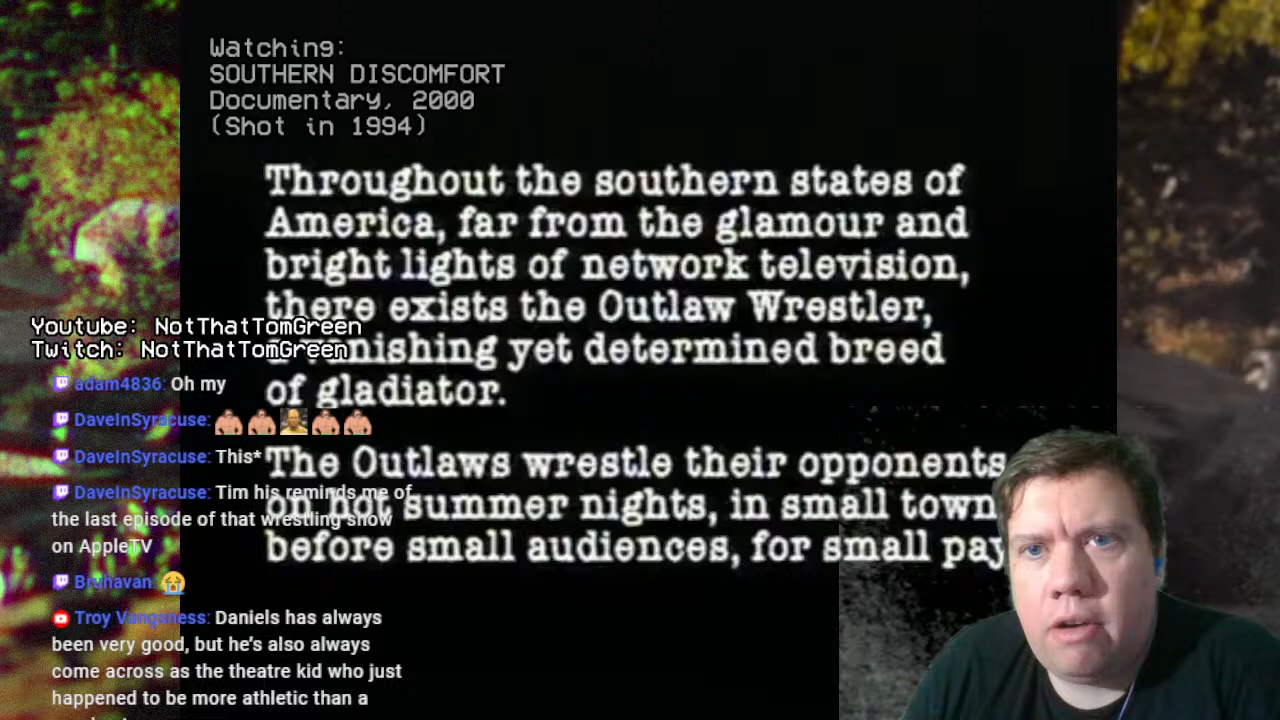 Watching:
SOUTHERN DISCOMFORT
Documentary, 2000
(Shot in 1994)
Throughout the southern states of
America, far from the glamour and
bright lights of network television,
there exists the Outlaw Wrestler,
a vanishing yet determined breed
of gladiator.
The Outlaws wrestle their opponents
on hot summer nights, in small town
before small audiences, for small pay
Youtube: NotThatTomGreen
Twitch: NotThatTomGreen
adam4836: Oh my
DaveInSyracuse:
DaveInSyracuse: This*
DaveInSyracuse: Tim his reminds me of
the last episode of that wrestling show
on AppleTV
Bruhavan 😭
Troy Vangsness: Daniels has always
been very good, but he's also always
come across as the theatre kid who just
happened to be more athletic than a